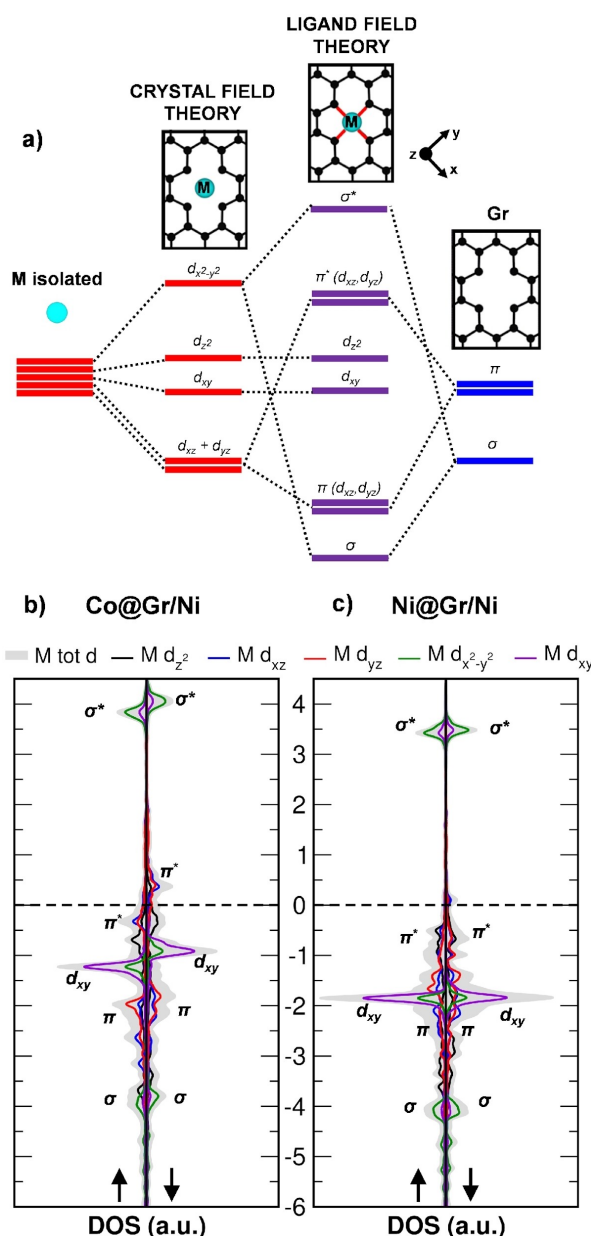 LIGAND FIELD
THEORY
CRYSTAL FIELD
THEORY
a)
M
M
y
z
x
Gr
σ*
M isolated
dx²-y²
π* (dxz, dyz)
dz²
dz²
dxy
dxy
π
dxz + dyz
σ
π (dxz, dyz)
σ
b) Co@Gr/Ni
c) Ni@Gr/Ni
M tot d
M dz²
M dxz
M dyz
M dx²-y²
M dxy
σ*
σ*
π*
π*
dxy
dxy
π
π
σ
σ
4
3
2
1
0
-1
-2
-3
-4
-5
-6
σ*
σ*
π*
π*
dxy
dxy
π
π
σ
σ
DOS (a.u.)
DOS (a.u.)